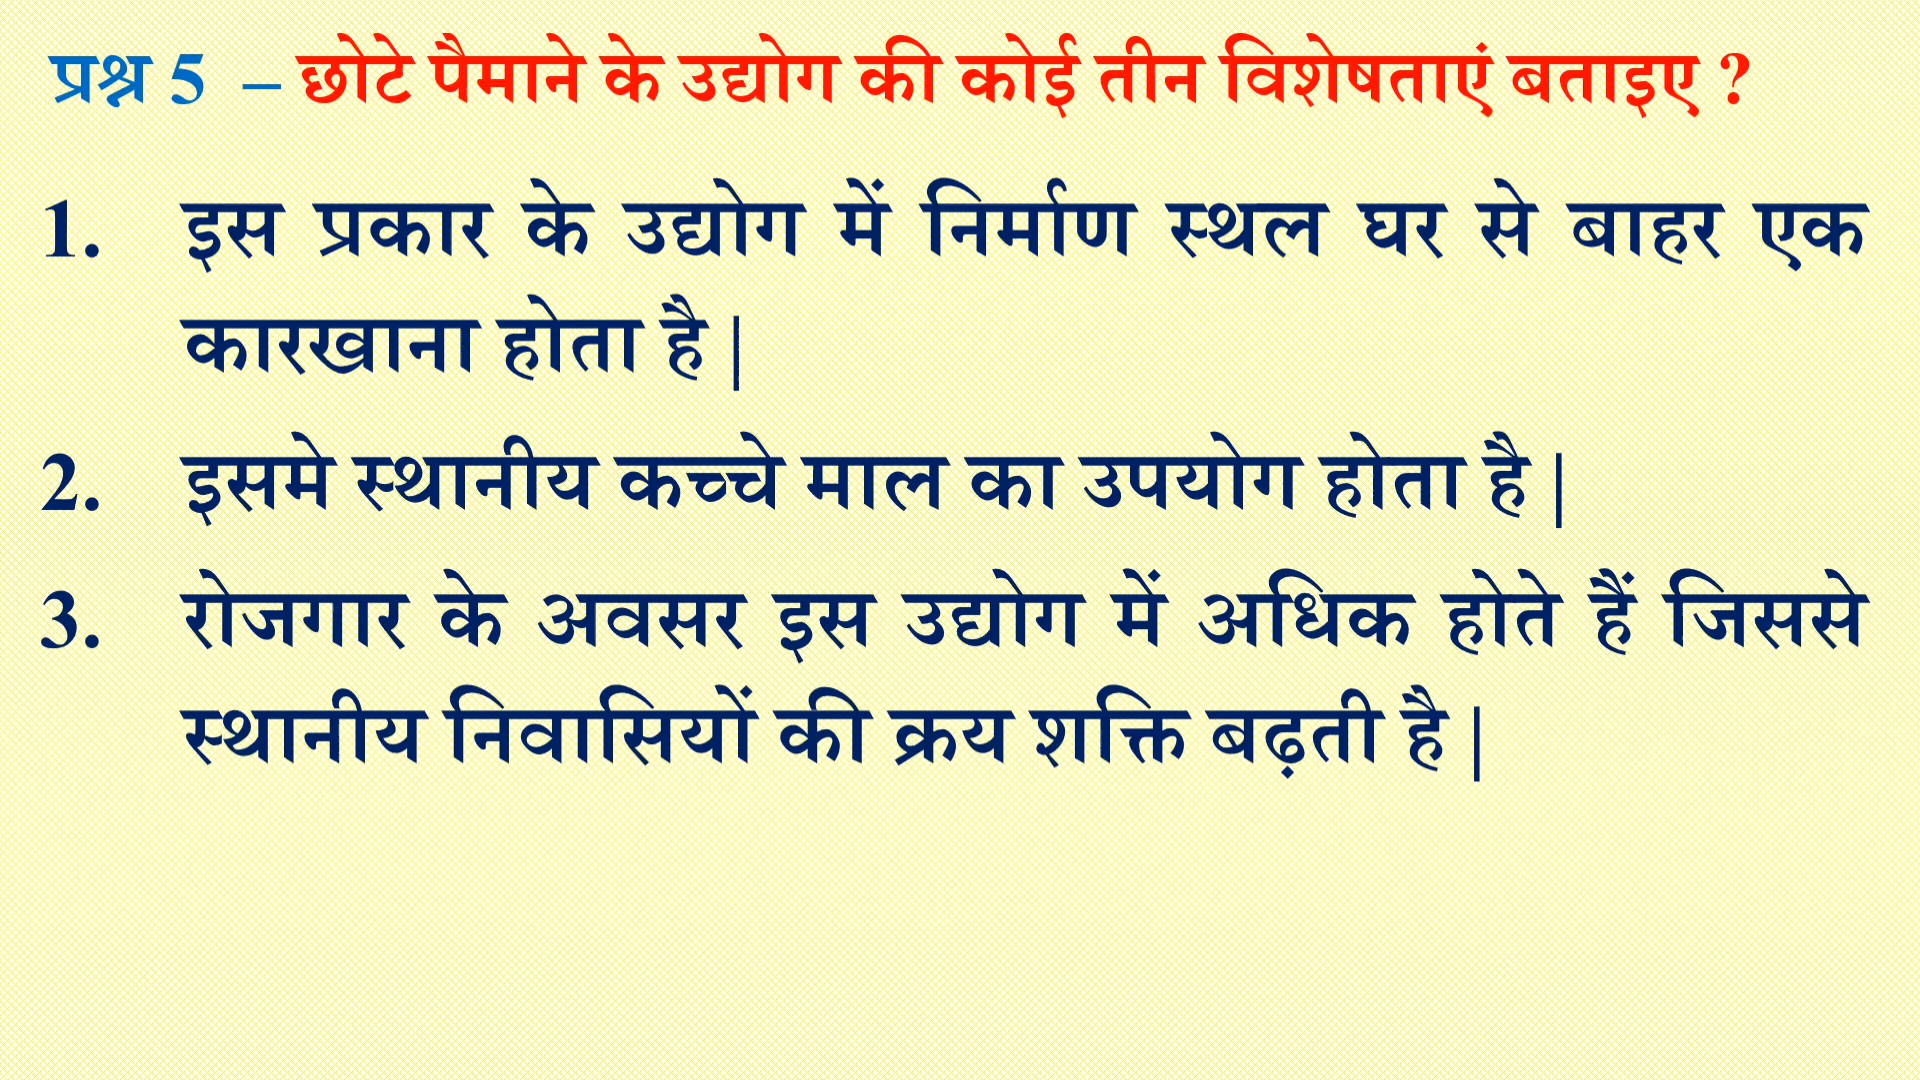 प्रश्न 5 – छोटे पैमाने के उद्योग की कोई तीन विशेषताएं बताइए ?
1. इस प्रकार के उद्योग में निर्माण स्थल घर से बाहर एक
कारखाना होता है |
2. इसमे स्थानीय कच्चे माल का उपयोग होता है |
3. रोजगार के अवसर इस उद्योग में अधिक होते हैं जिससे
स्थानीय निवासियों की क्रय शक्ति बढ़ती है |